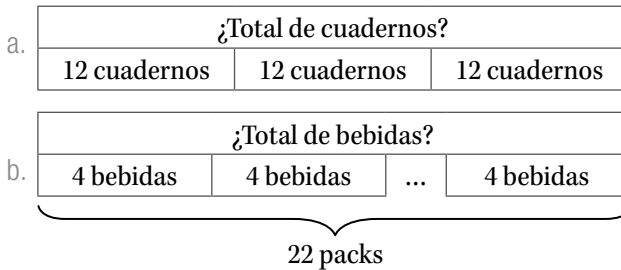 a.
¿Total de cuadernos?
12 cuadernos 12 cuadernos 12 cuadernos
b.
¿Total de bebidas?
4 bebidas 4 bebidas ... 4 bebidas
22 packs